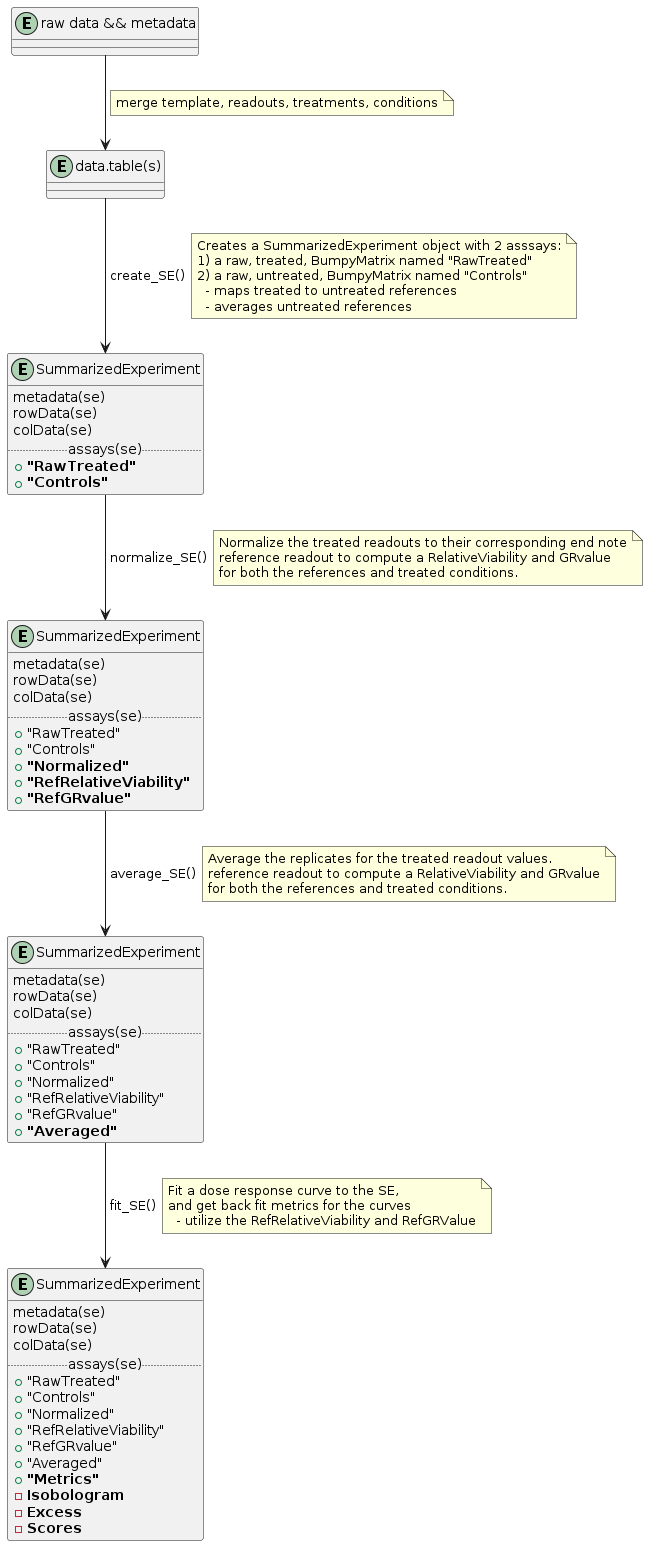 E raw data && metadata
merge template, readouts, treatments, conditions
E data.table(s)
create_SE()
Creates a SummarizedExperiment object with 2 asssays:
1) a raw, treated, BumpyMatrix named "RawTreated"
2) a raw, untreated, BumpyMatrix named "Controls"
- maps treated to untreated references
- averages untreated references
E SummarizedExperiment
metadata(se)
rowData(se)
colData(se)
assays(se)
"RawTreated"
"Controls"
normalize_SE()
Normalize the treated readouts to their corresponding end note
reference readout to compute a RelativeViability and GRvalue
for both the references and treated conditions.
E SummarizedExperiment
metadata(se)
rowData(se)
colData(se)
assays(se)
"RawTreated"
"Controls"
"Normalized"
"RefRelativeViability"
"RefGRvalue"
average_SE()
Average the replicates for the treated readout values.
reference readout to compute a RelativeViability and GRvalue
for both the references and treated conditions.
E SummarizedExperiment
metadata(se)
rowData(se)
colData(se)
assays(se)
"RawTreated"
"Controls"
"Normalized"
"RefRelativeViability"
"RefGRvalue"
"Averaged"
fit_SE()
Fit a dose response curve to the SE,
and get back fit metrics for the curves
- utilize the RefRelativeViability and RefGRValue
E SummarizedExperiment
metadata(se)
rowData(se)
colData(se)
assays(se)
"RawTreated"
"Controls"
"Normalized"
"RefRelativeViability"
"RefGRvalue"
"Averaged"
"Metrics"
Isobologram
Excess
Scores